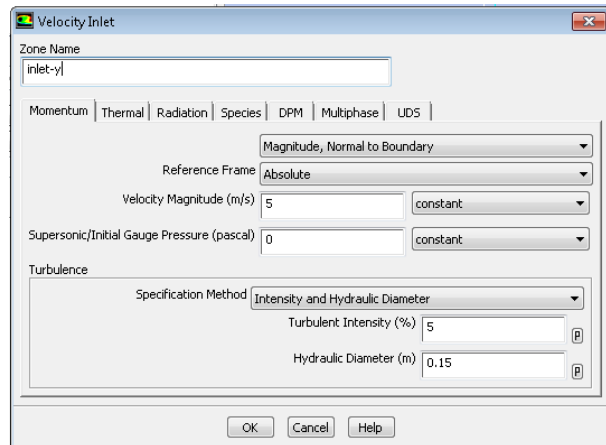 Velocity Inlet
Zone Name
inlet-y
Momentum Thermal Radiation Species DPM Multiphase UDS
Magnitude, Normal to Boundary
Reference Frame Absolute
Velocity Magnitude (m/s) 5 constant
Supersonic/Initial Gauge Pressure (pascal) 0 constant
Turbulence
Specification Method Intensity and Hydraulic Diameter
Turbulent Intensity (%) 5 P
Hydraulic Diameter (m) 0.15 P
OK Cancel Help